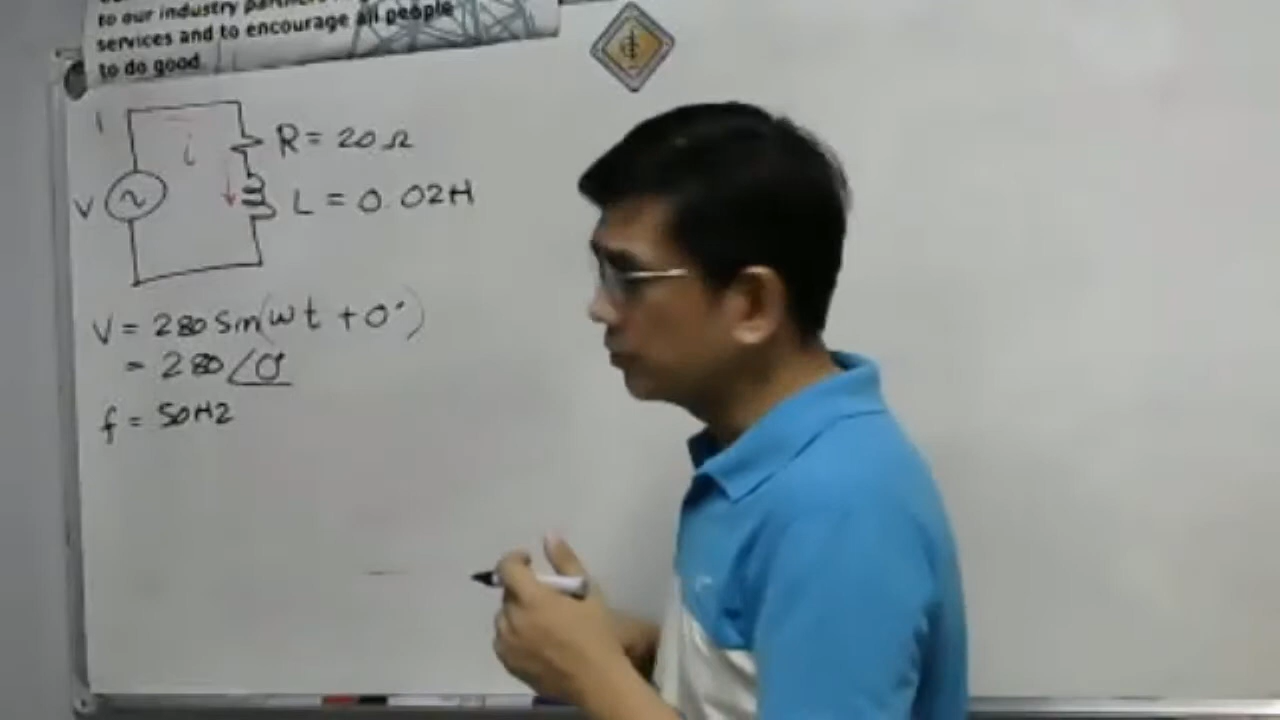 to our industry
services and to encourage all people
to do good
i
R = 20 Ω
V
L = 0.02H
V = 280 Sin(ωt + 0°)
= 280 ∠0°
f = 50HZ